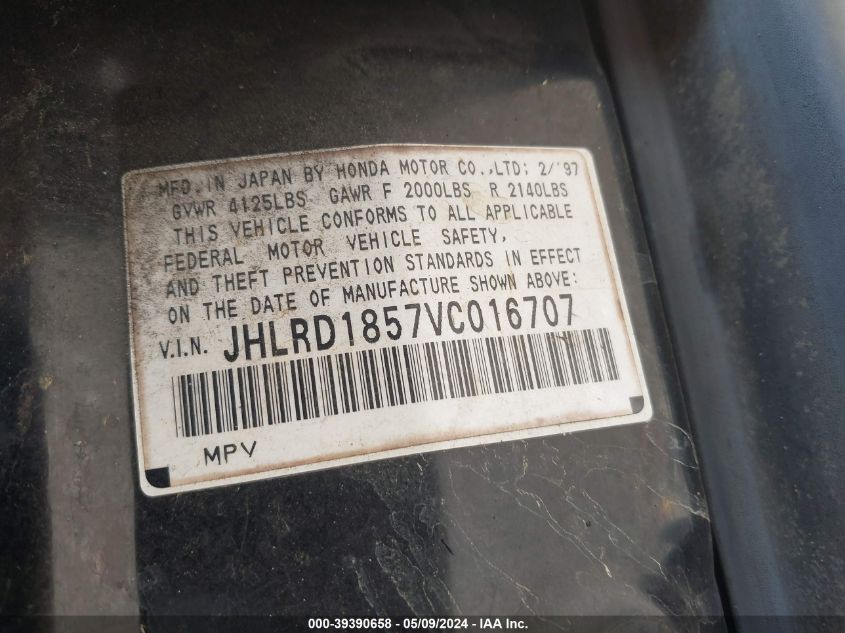 MFD. IN JAPAN BY HONDA MOTOR CO.,LTD; 2/'97
GVWR 4125LBS GAWR F 2000LBS R 2140LBS
THIS VEHICLE CONFORMS TO ALL APPLICABLE
FEDERAL MOTOR VEHICLE SAFETY,
AND THEFT PREVENTION STANDARDS IN EFFECT
ON THE DATE OF MANUFACTURE SHOWN ABOVE:
V.I.N. JHLRD1857VC016707
MPV
000-39390658 - 05/09/2024 - IAA Inc.